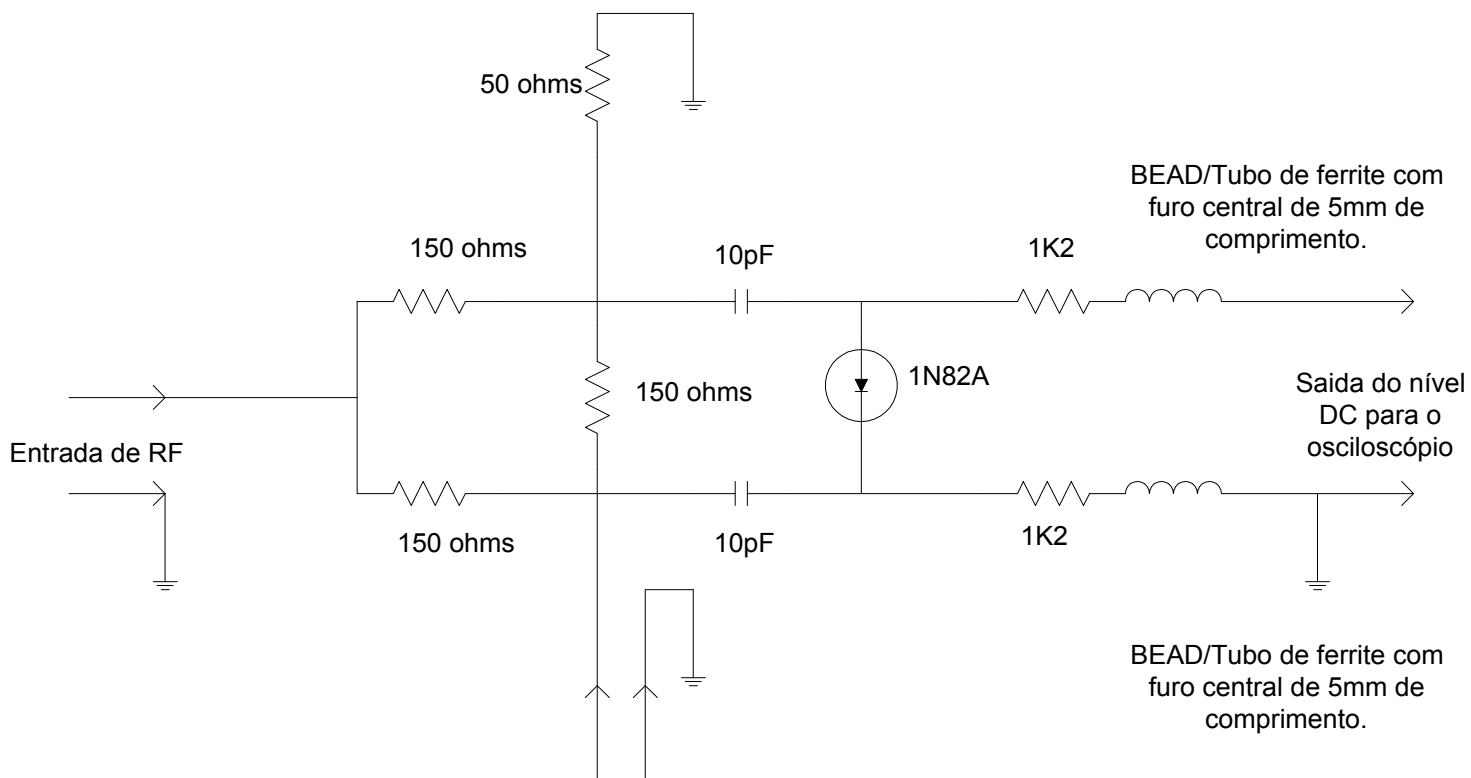 50 ohms
BEAD/Tubo de ferrite com
furo central de 5mm de
comprimento.
150 ohms
10pF
1K2
150 ohms
1N82A
Saida do nível
DC para o
osciloscópio
Entrada de RF
150 ohms
10pF
1K2
BEAD/Tubo de ferrite com
furo central de 5mm de
comprimento.